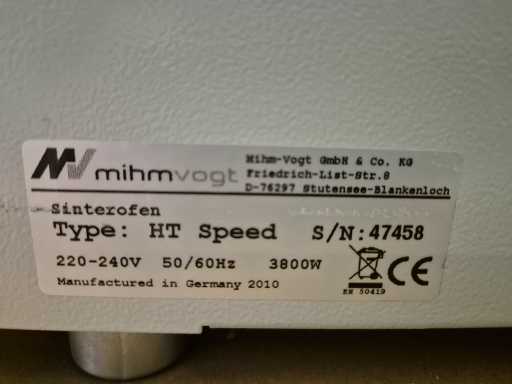 mihmvogt
Mihm-Vogt GmbH & Co. KG
Friedrich-List-Str.8
D-76297 Stutensee-Blankenloch
Sinterofen
Type: HT Speed S/N: 47458
220-240V 50/60Hz 3800W
Manufactured in Germany 2010
CE
EN 50419